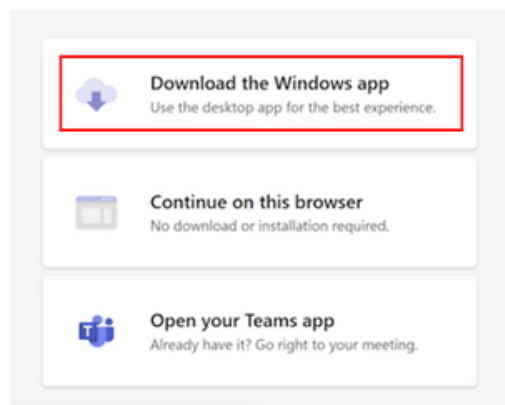 Download the Windows app
Use the desktop app for the best experience.
Continue on this browser
No download or installation required.
Open your Teams app
Already have it? Go right to your meeting.